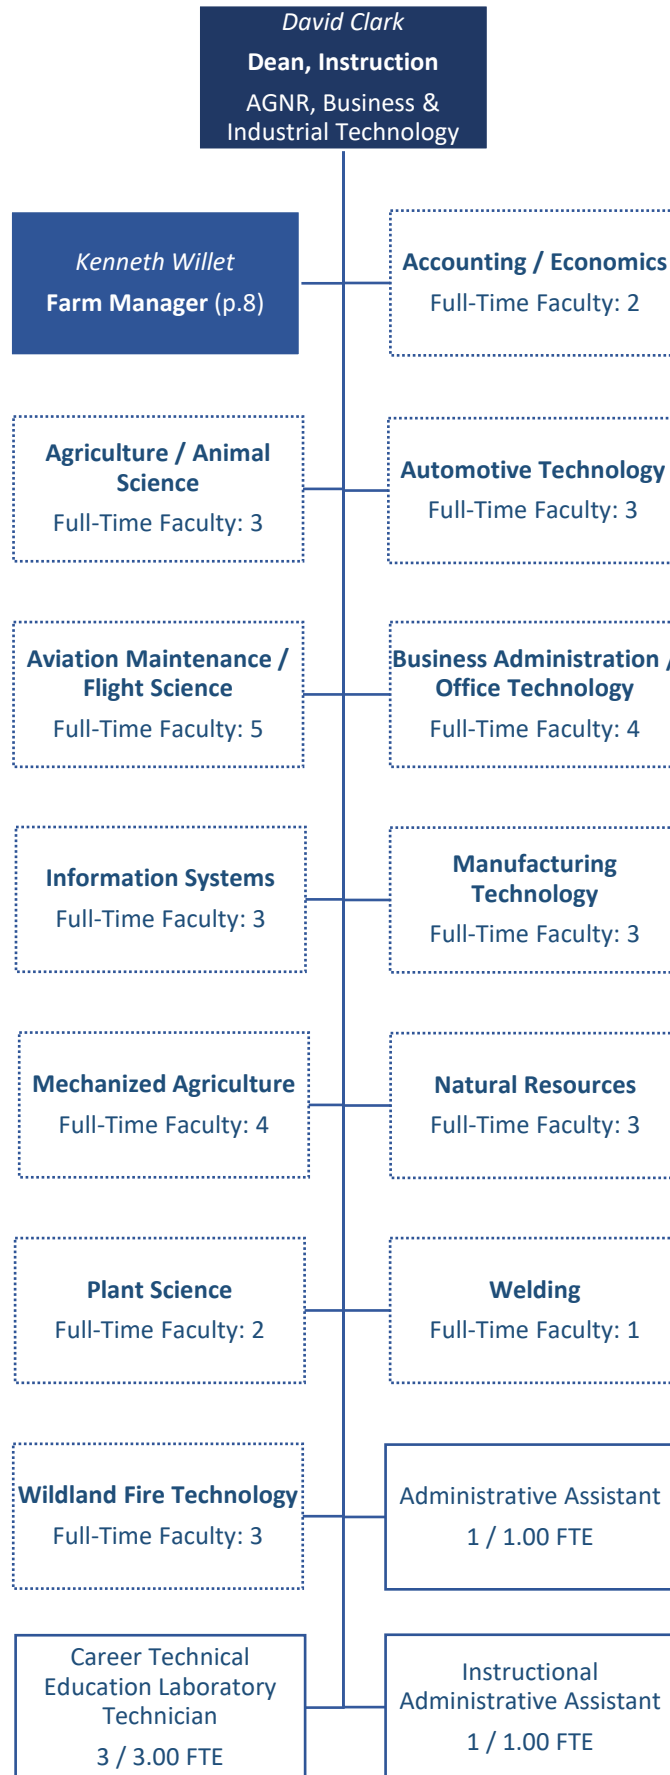 David Clark
Dean, Instruction
AGNR, Business &
Industrial Technology
Kenneth Willet
Farm Manager (p.8)
Accounting / Economics
Full-Time Faculty: 2
Agriculture / Animal
Science
Full-Time Faculty: 3
Automotive Technology
Full-Time Faculty: 3
Aviation Maintenance /
Flight Science
Full-Time Faculty: 5
Business Administration /
Office Technology
Full-Time Faculty: 4
Information Systems
Full-Time Faculty: 3
Manufacturing
Technology
Full-Time Faculty: 3
Mechanized Agriculture
Full-Time Faculty: 4
Natural Resources
Full-Time Faculty: 3
Plant Science
Full-Time Faculty: 2
Welding
Full-Time Faculty: 1
Wildland Fire Technology
Full-Time Faculty: 3
Administrative Assistant
1 / 1.00 FTE
Career Technical
Education Laboratory
Technician
3 / 3.00 FTE
Instructional
Administrative Assistant
1 / 1.00 FTE